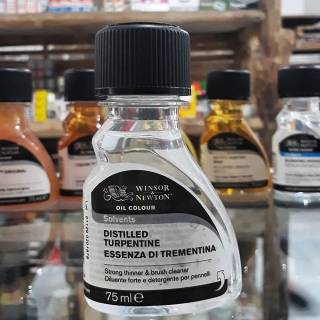 WINSOR
& NEWTON
OIL COLOUR
Solvents
DISTILLED
TURPENTINE
ESSENZA DI TREMENTINA
Strong thinner & brush cleaner
Diluente forte e detergente per pennelli
75 ml e